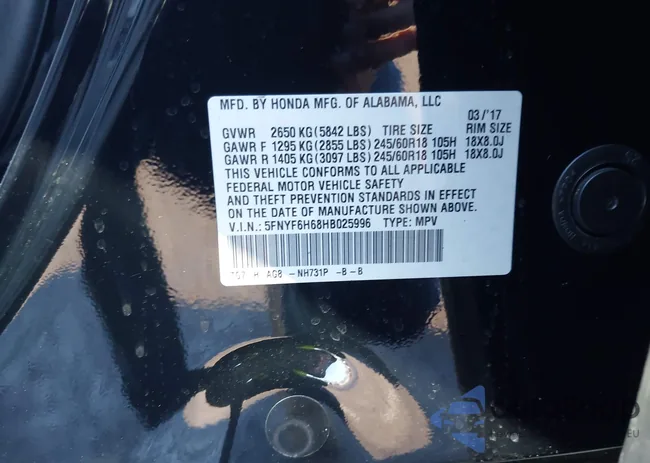 MFD. BY HONDA MFG. OF ALABAMA, LLC
03/'17
GVWR 2650 KG(5842 LBS) TIRE SIZE RIM SIZE
GAWR F 1295 KG(2855 LBS)245/60R18 105H 18X8.0J
GAWR R 1405 KG(3097 LBS)245/60R18 105H 18X8.0J
THIS VEHICLE CONFORMS TO ALL APPLICABLE
FEDERAL MOTOR VEHICLE SAFETY
AND THEFT PREVENTION STANDARDS IN EFFECT
ON THE DATE OF MANUFACTURE SHOWN ABOVE.
V.I.N.: 5FNYF6H68HB025996 TYPE: MPV
AG8 -NH731P -B-B